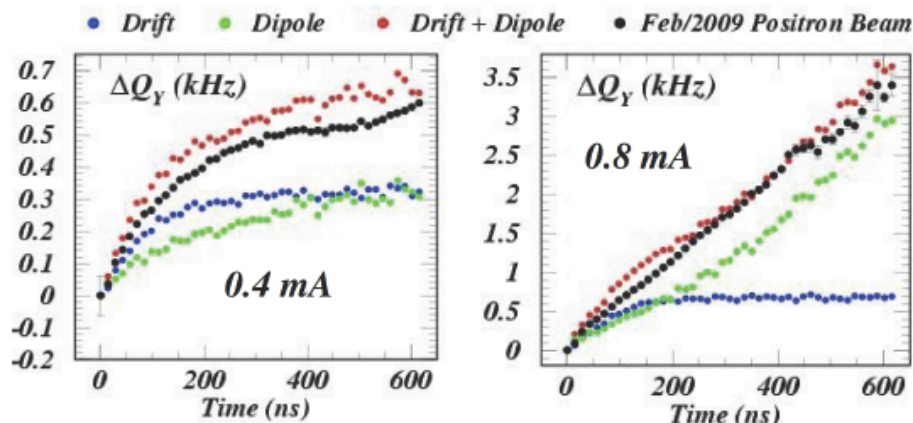 Drift Dipole Drift + Dipole Feb/2009 Positron Beam
ΔQY (kHz)
0.4 mA
0.7
0.6
0.5
0.4
0.3
0.2
0.1
0
-0.1
-0.2
0 200 400 600
Time (ns)
ΔQY (kHz)
0.8 mA
3.5
3
2.5
2
1.5
1
0.5
0
0 200 400 600
Time (ns)